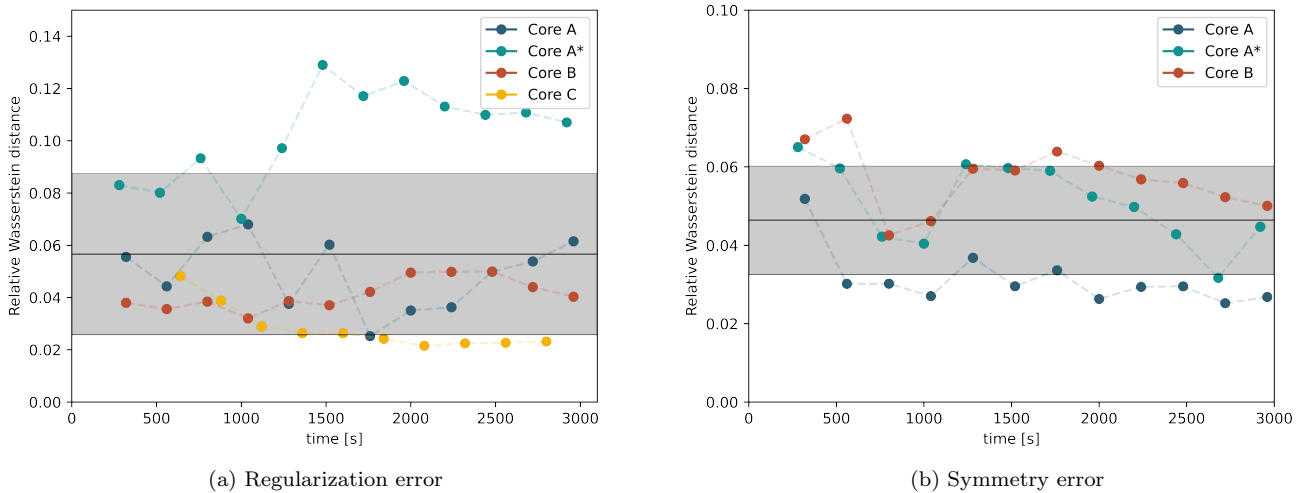 0.14
0.12
0.10
0.08
0.06
0.04
0.02
0.00
Relative Wasserstein distance
0
500
1000
1500
2000
2500
3000
time [s]
Core A
Core A*
Core B
Core C
(a) Regularization error
0.10
0.08
0.06
0.04
0.02
0.00
Relative Wasserstein distance
0
500
1000
1500
2000
2500
3000
time [s]
Core A
Core A*
Core B
(b) Symmetry error